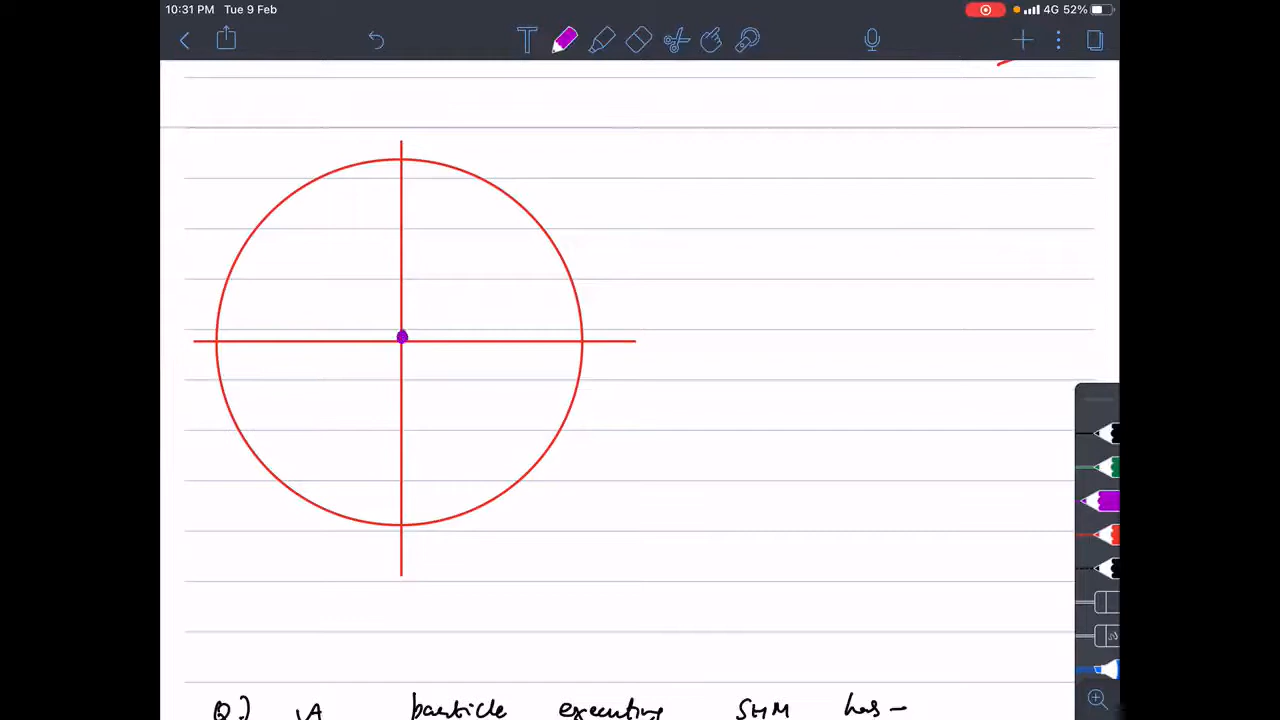 10:31 PM Tue 9 Feb
4G 52%
T
Q.) A particle executing SHM has -